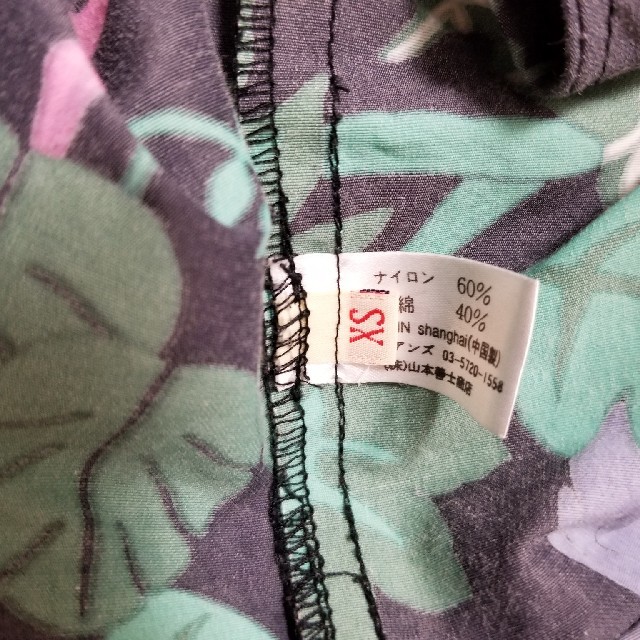 ナイロン 60%
綿 40%
IN shanghai(中国製)
アンズ 03-5720-1558
(株)山本善士商店
XS